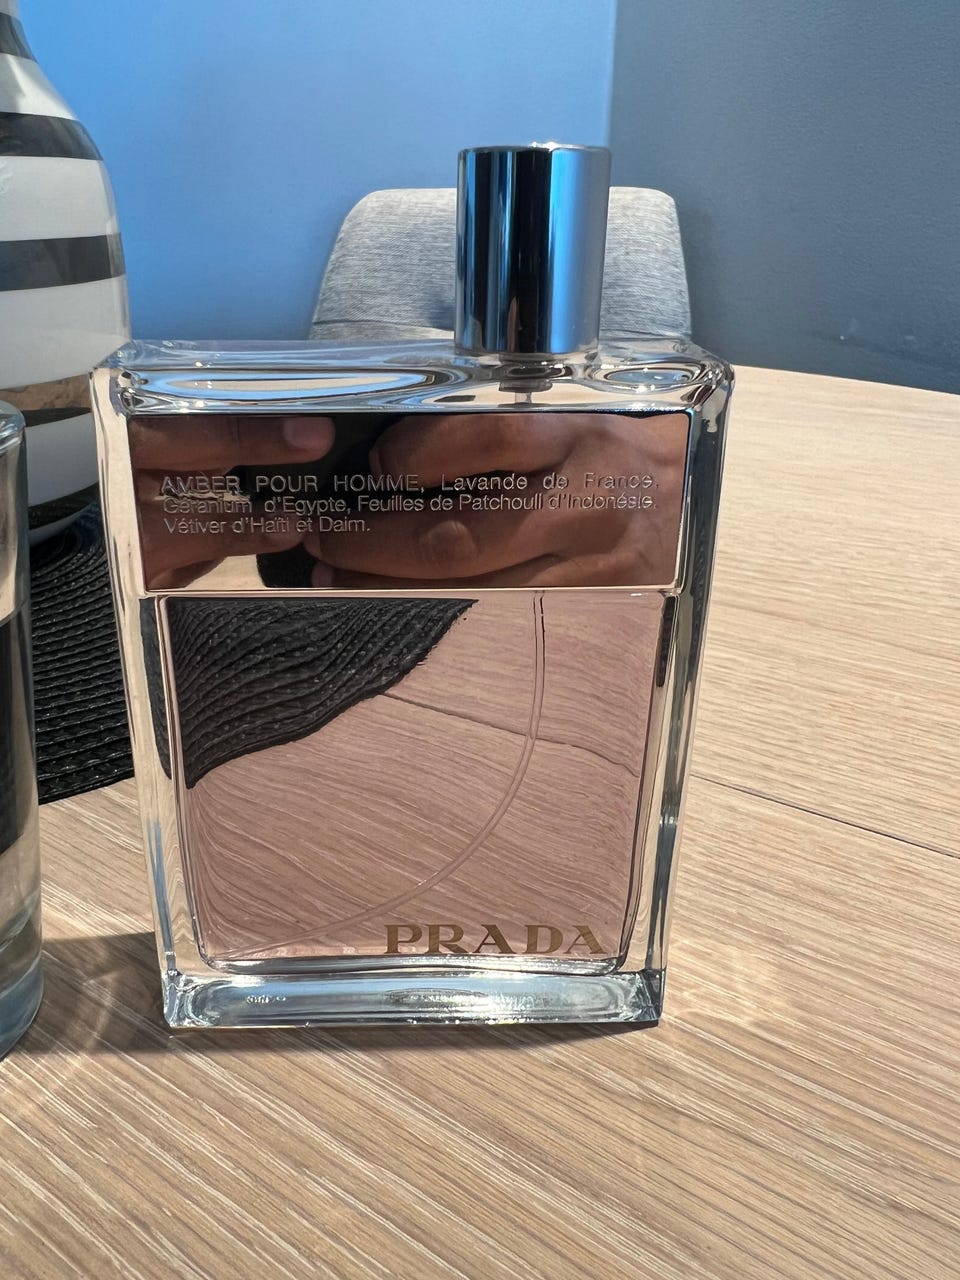 AMBER POUR HOMME, Lavande de France,
Géranium d'Egypte, Feuilles de Patchouli d'Indonésie,
Vétiver d'Haïti et Daim.
PRADA